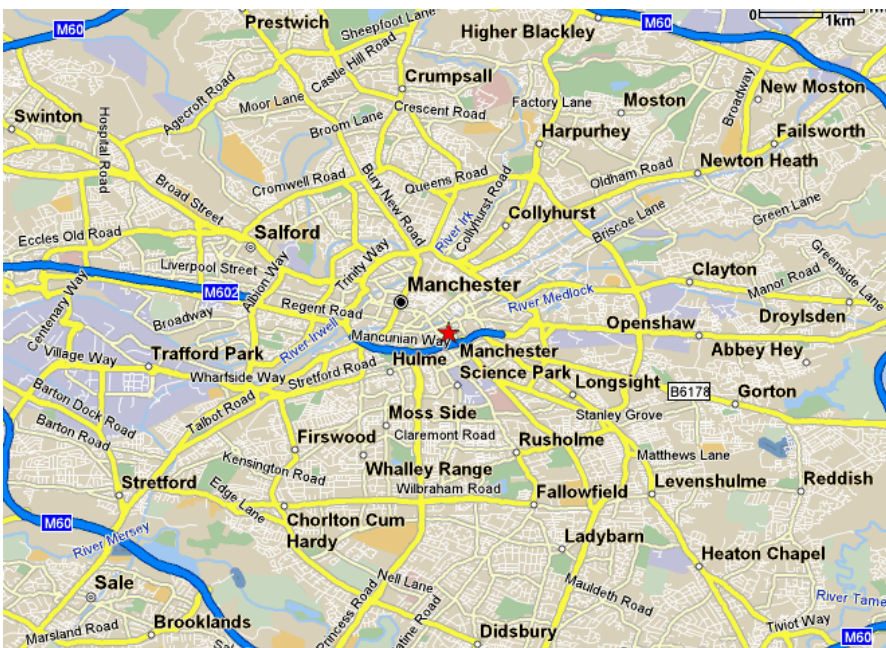 M60
Prestwich
Sheepfoot Lane
Higher Blackley
M60
0
1km
Castle Hill Road
Crumpsall
Agecroft Road
Moor Lane
Crescent Road
Factory Lane
Moston
Broadway
New Moston
Swinton
Hospital Road
Broom Lane
Harpurhey
Failsworth
Newton Heath
Oldham Road
Cromwell Road
Queens Road
Broad Street
Bury New Road
River Irk
Collyhurst Road
Collyhurst
Briscoe Lane
Green Lane
Eccles Old Road
Salford
Liverpool Street
Trinity Way
Albion Way
M602
Manchester
Clayton
Manor Road
Greenside Lane
River Medlock
Droylsden
Centenary Way
Broadway
Regent Road
River Irwell
Mancunian Way
Openshaw
Abbey Hey
Village Way
Trafford Park
Hulme
Manchester
Science Park
Wharfside Way
Stretford Road
Longsight
B6178
Gorton
Barton Dock Road
Talbot Road
Moss Side
Stanley Grove
Barton Road
Firswood
Claremont Road
Rusholme
Matthews Lane
Kensington Road
Whalley Range
Stretford
Edge Lane
Wilbraham Road
Fallowfield
Levenshulme
Reddish
M60
Chorlton Cum
Hardy
River Mersey
Ladybarn
Heaton Chapel
Sale
Nell Lane
Mauldeth Road
River Tame
Princess Road
Brooklands
Marsland Road
Didsbury
Tiviot Way
M60